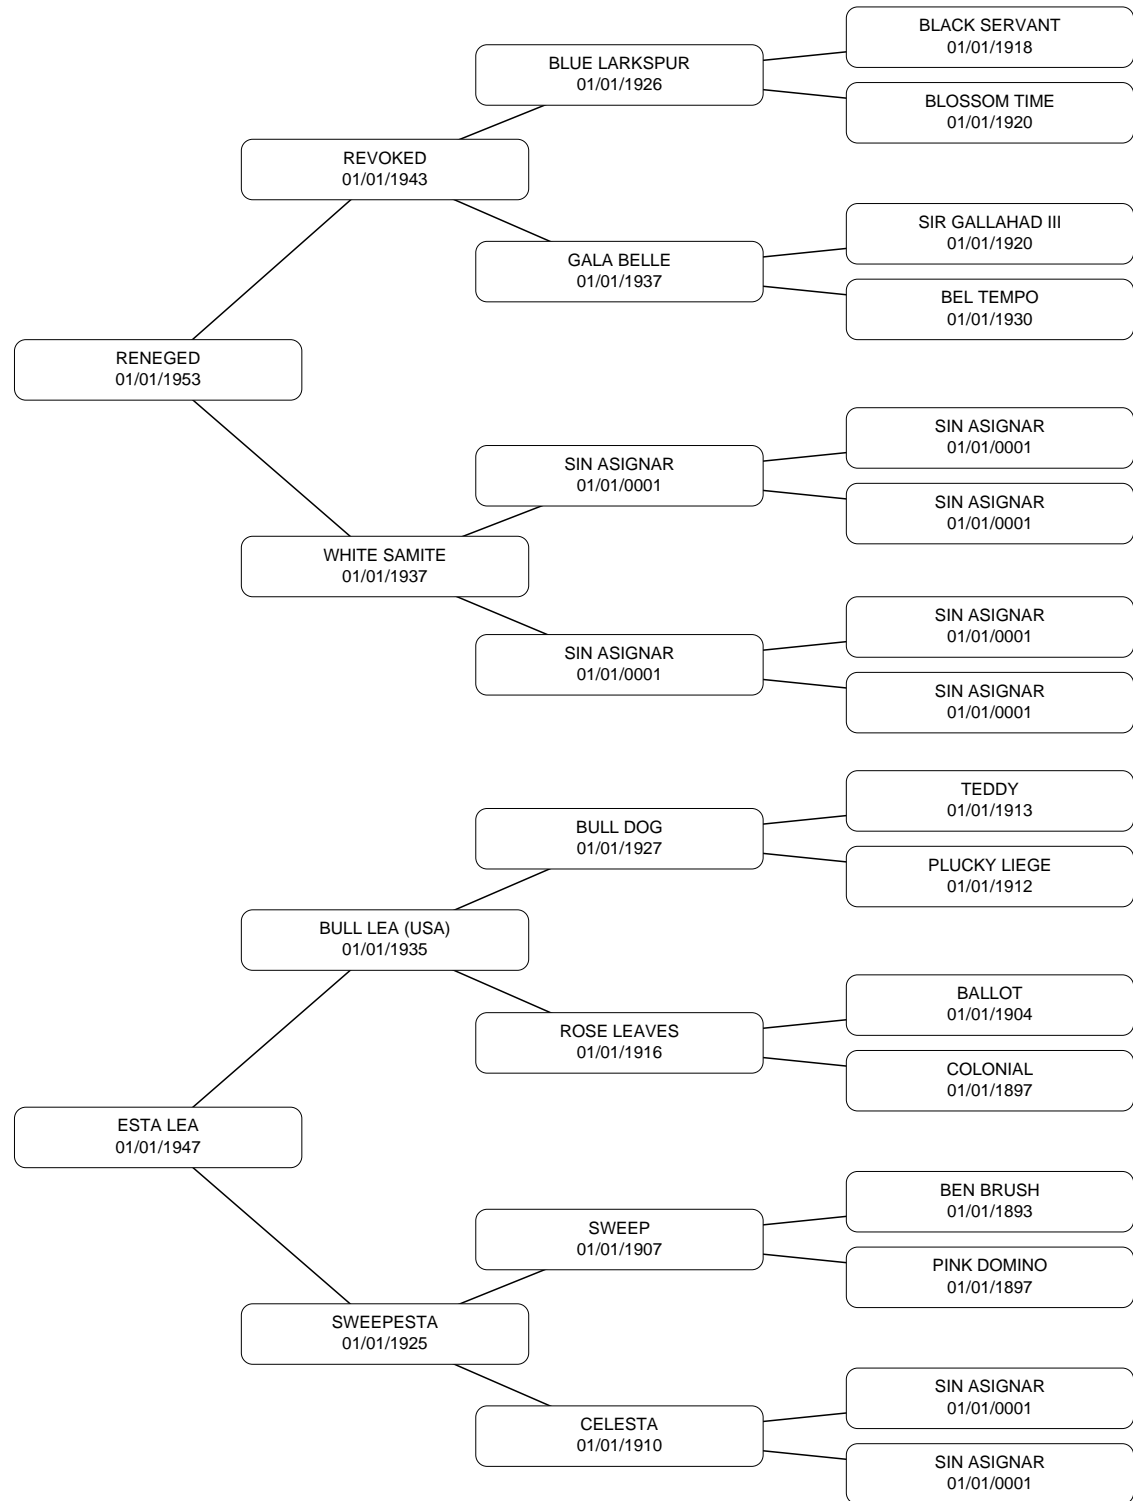 BLACK SERVANT
01/01/1918
BLUE LARKSPUR
01/01/1926
BLOSSOM TIME
01/01/1920
REVOKED
01/01/1943
SIR GALLAHAD III
01/01/1920
GALA BELLE
01/01/1937
BEL TEMPO
01/01/1930
RENEGED
01/01/1953
SIN ASIGNAR
01/01/0001
SIN ASIGNAR
01/01/0001
SIN ASIGNAR
01/01/0001
WHITE SAMITE
01/01/1937
SIN ASIGNAR
01/01/0001
SIN ASIGNAR
01/01/0001
SIN ASIGNAR
01/01/0001
TEDDY
01/01/1913
BULL DOG
01/01/1927
PLUCKY LIEGE
01/01/1912
BULL LEA (USA)
01/01/1935
BALLOT
01/01/1904
ROSE LEAVES
01/01/1916
COLONIAL
01/01/1897
ESTA LEA
01/01/1947
BEN BRUSH
01/01/1893
SWEEP
01/01/1907
PINK DOMINO
01/01/1897
SWEEPESTA
01/01/1925
SIN ASIGNAR
01/01/0001
CELESTA
01/01/1910
SIN ASIGNAR
01/01/0001